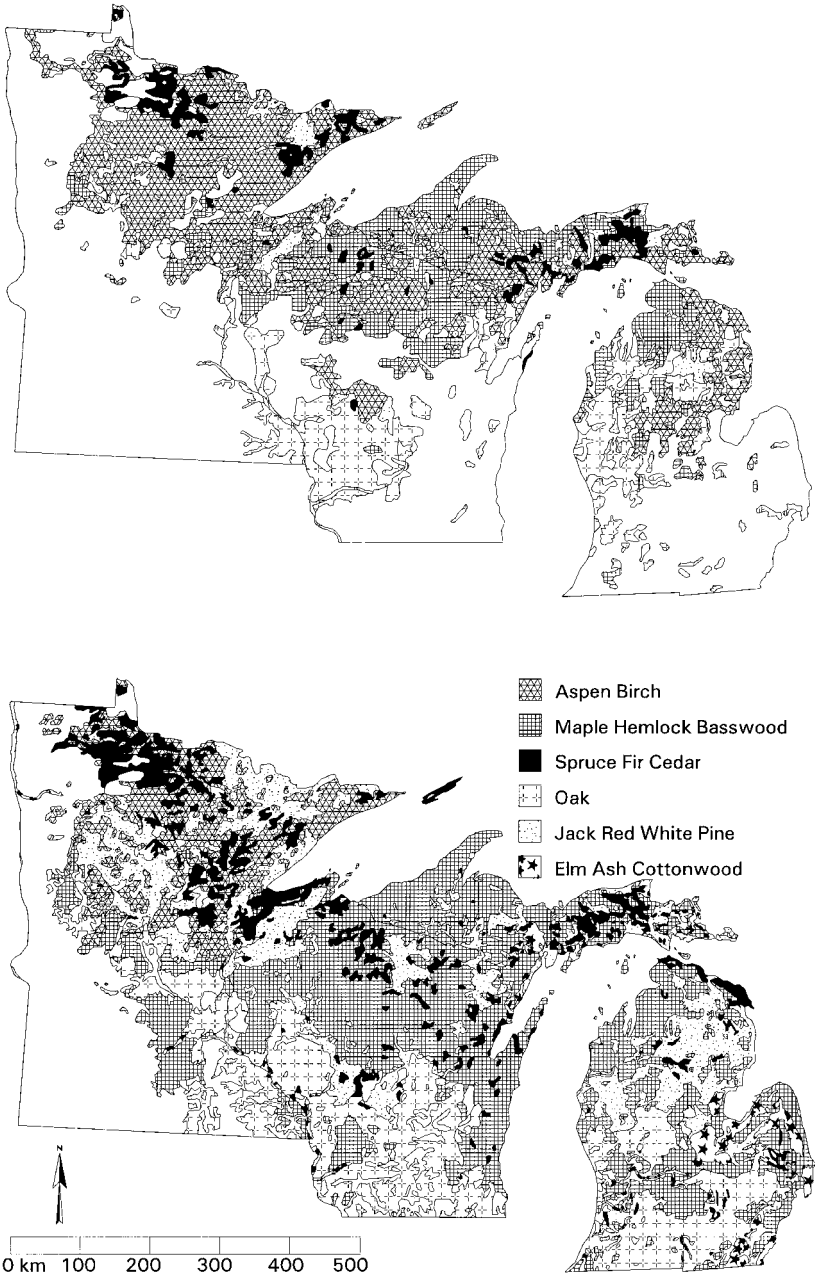 Aspen Birch
Maple Hemlock Basswood
Spruce Fir Cedar
Oak
Jack Red White Pine
Elm Ash Cottonwood
N
0 km 100 200 300 400 500